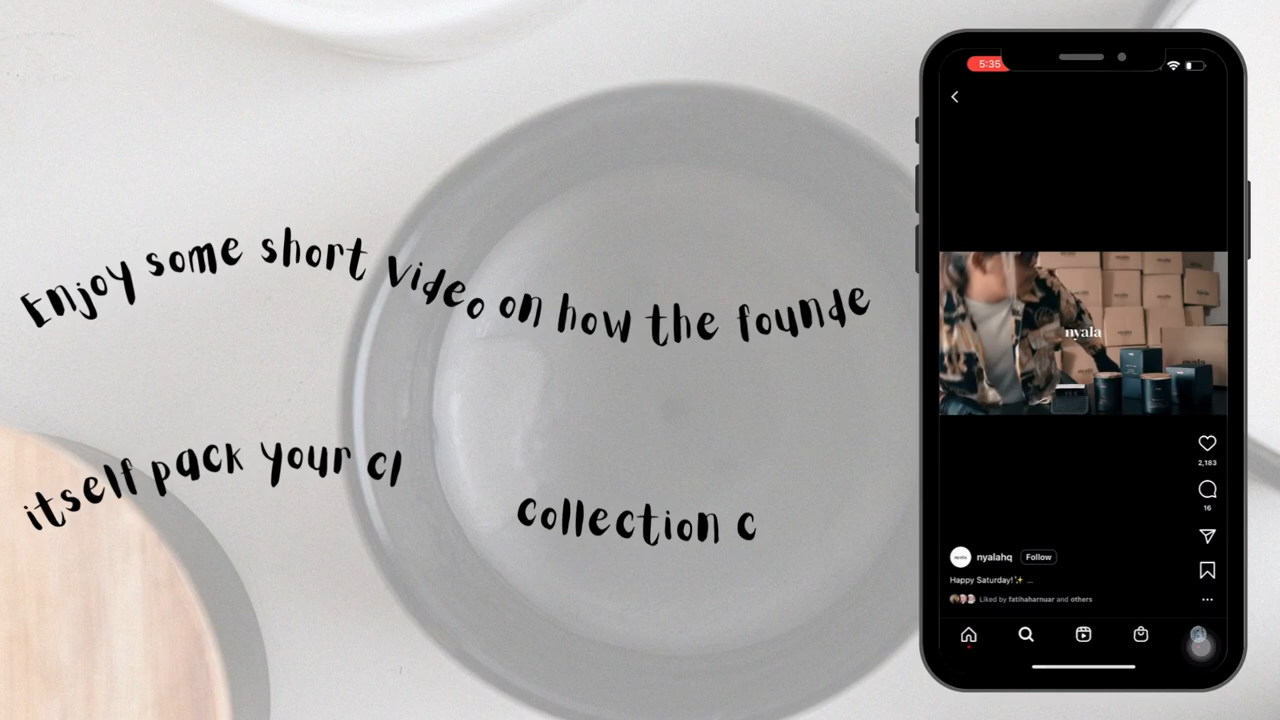 Enjoy some short video on how the founde
itself pack your cl
collection c
5:35
nyala
2,183
16
nyalahq
Follow
Happy Saturday!✨ ...
Liked by fatihaharnuar and others